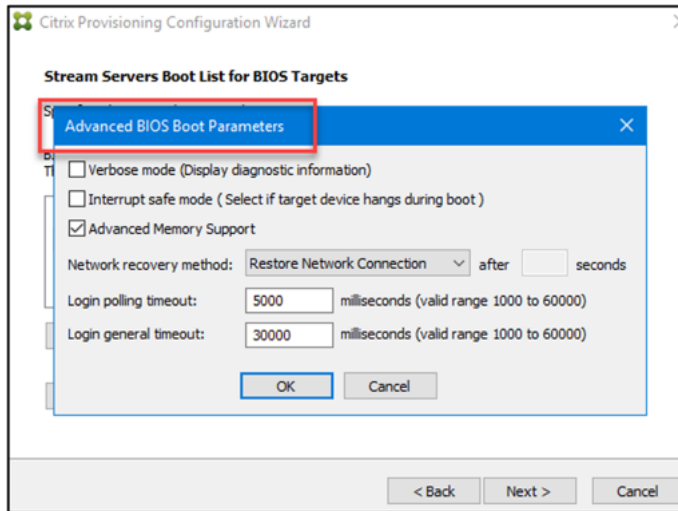 Citrix Provisioning Configuration Wizard
Stream Servers Boot List for BIOS Targets
Advanced BIOS Boot Parameters
Verbose mode (Display diagnostic information)
Interrupt safe mode ( Select if target device hangs during boot )
Advanced Memory Support
Network recovery method: Restore Network Connection after seconds
Login polling timeout: 5000 milliseconds (valid range 1000 to 60000)
Login general timeout: 30000 milliseconds (valid range 1000 to 60000)
OK Cancel
< Back Next > Cancel